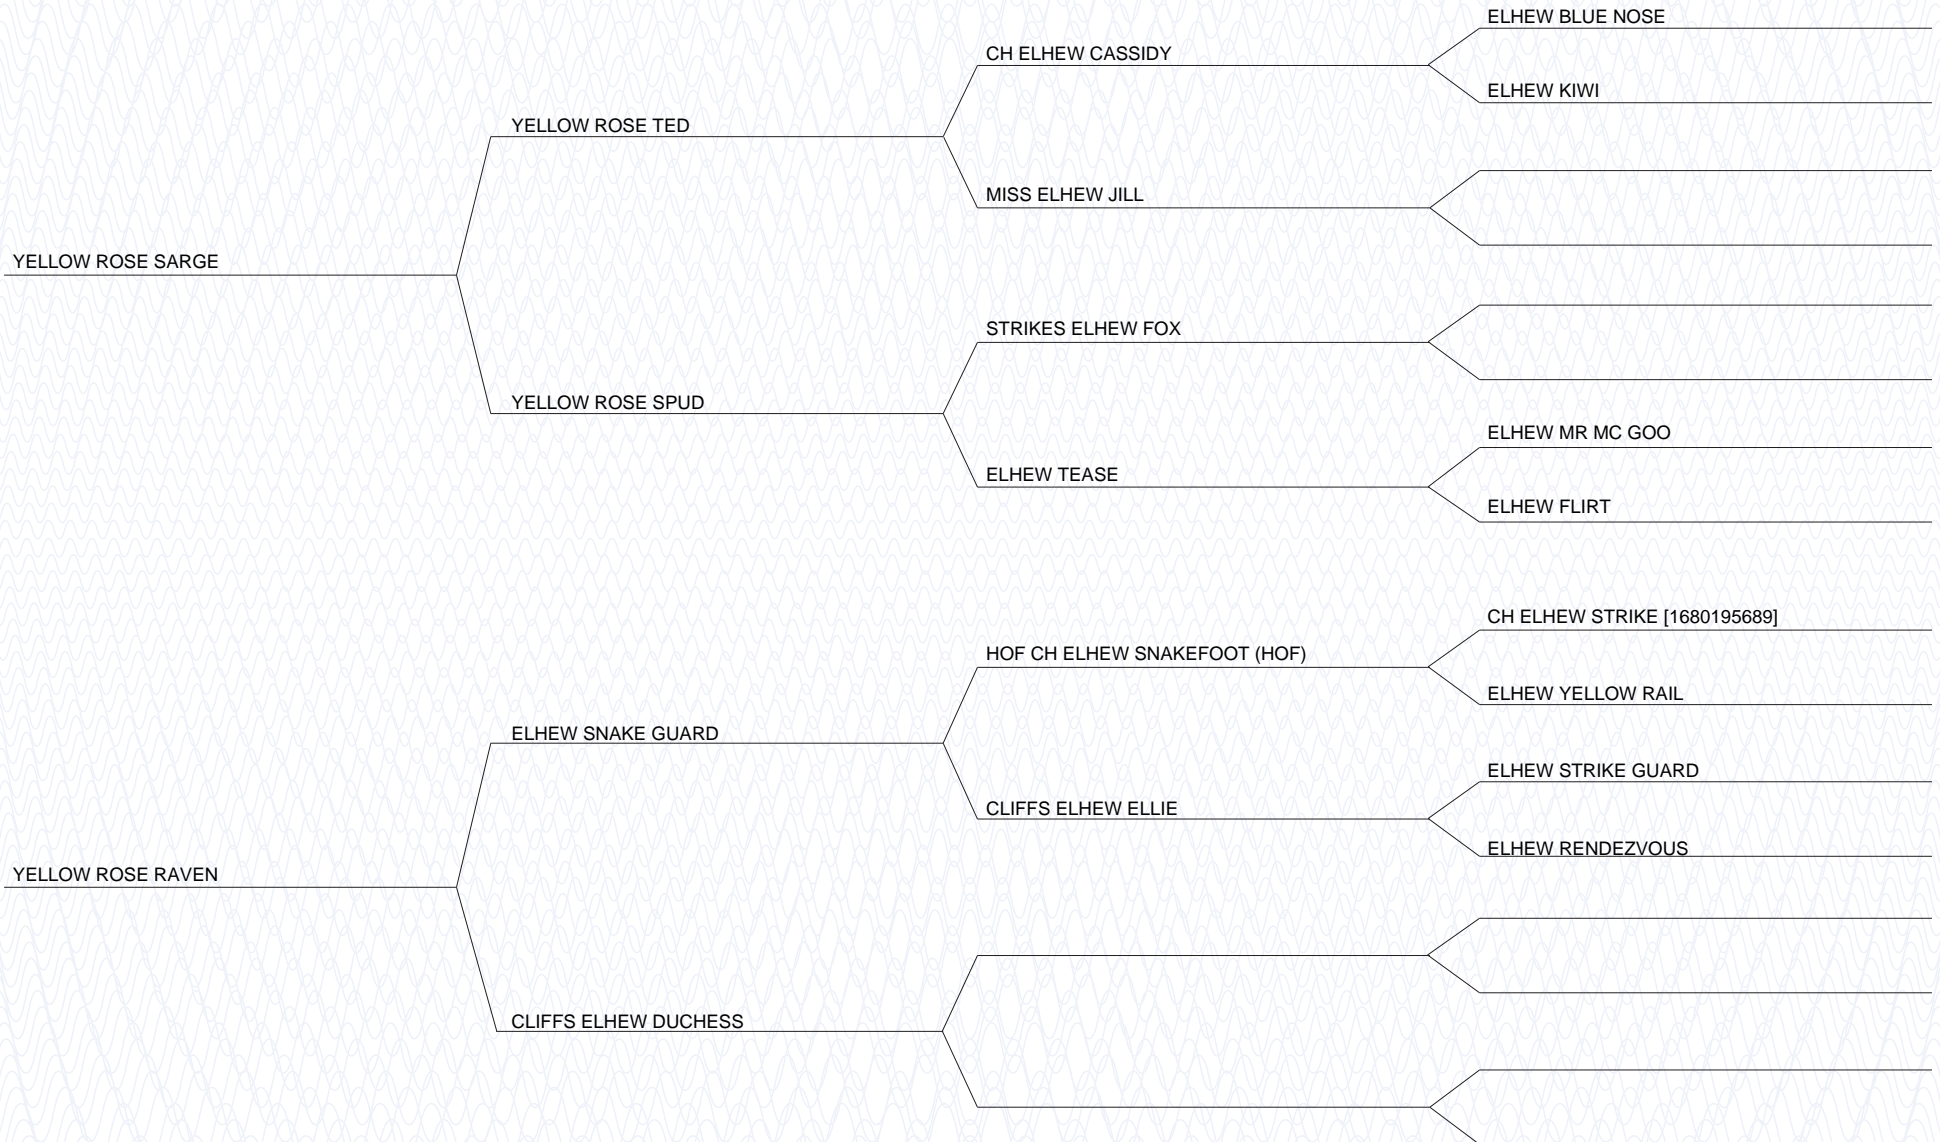 ELHEW BLUE NOSE
CH ELHEW CASSIDY
ELHEW KIWI
YELLOW ROSE TED
MISS ELHEW JILL
YELLOW ROSE SARGE
STRIKES ELHEW FOX
YELLOW ROSE SPUD
ELHEW MR MC GOO
ELHEW TEASE
ELHEW FLIRT
CH ELHEW STRIKE [1680195689]
HOF CH ELHEW SNAKEFOOT (HOF)
ELHEW YELLOW RAIL
ELHEW SNAKE GUARD
ELHEW STRIKE GUARD
CLIFFS ELHEW ELLIE
ELHEW RENDEZVOUS
YELLOW ROSE RAVEN
CLIFFS ELHEW DUCHESS